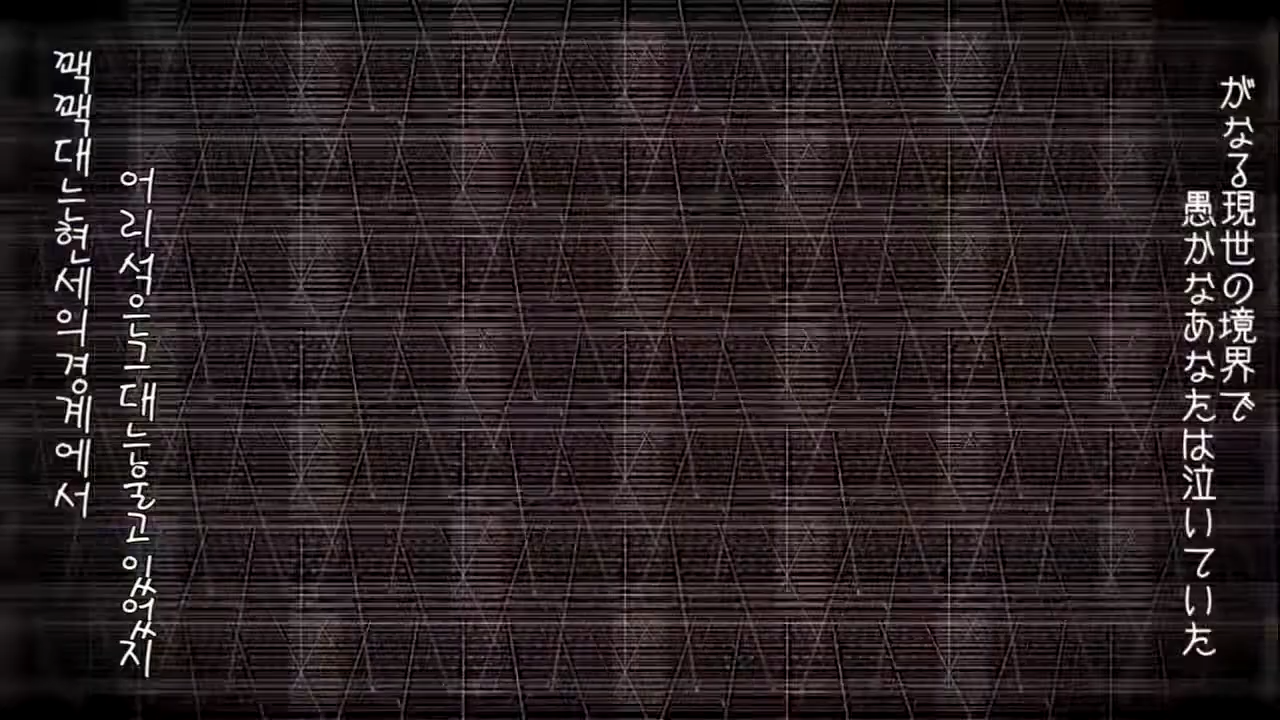 がなる現世の境界で
愚かなあなたは泣いていた
꽥꽥대는현세의경계에서
어리석은그대는울고있었지